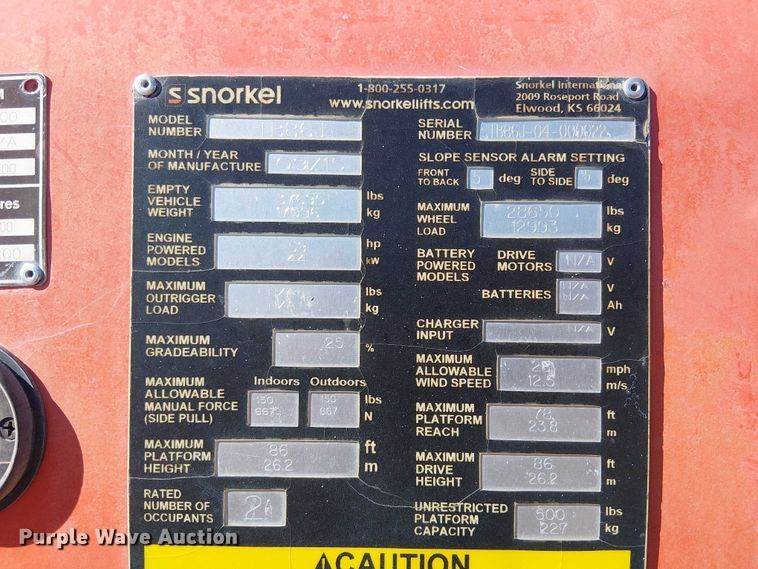 snorkel
1-800-255-0317
www.snorkellifts.com
Snorkel International
2009 Roseport Road
Elwood, KS 66024
MODEL NUMBER
SERIAL NUMBER
MONTH / YEAR OF MANUFACTURE
SLOPE SENSOR ALARM SETTING
FRONT TO BACK 5 deg SIDE TO SIDE 5 deg
EMPTY VEHICLE WEIGHT lbs kg
MAXIMUM WHEEL LOAD 28650 lbs 12993 kg
ENGINE POWERED MODELS hp kW
BATTERY POWERED MODELS
DRIVE MOTORS N/A V
BATTERIES N/A V N/A Ah
MAXIMUM OUTRIGGER LOAD lbs kg
CHARGER INPUT N/A V
MAXIMUM GRADEABILITY 25 %
MAXIMUM ALLOWABLE WIND SPEED mph 12.5 m/s
Indoors Outdoors
MAXIMUM ALLOWABLE MANUAL FORCE (SIDE PULL) 150 150 lbs 667 N
MAXIMUM PLATFORM REACH 78 ft 23.8 m
MAXIMUM PLATFORM HEIGHT 86 ft 26.2 m
MAXIMUM DRIVE HEIGHT 86 ft 26.2 m
RATED NUMBER OF OCCUPANTS 2
UNRESTRICTED PLATFORM CAPACITY 500 lbs 227 kg
CAUTION
Purple Wave Auction